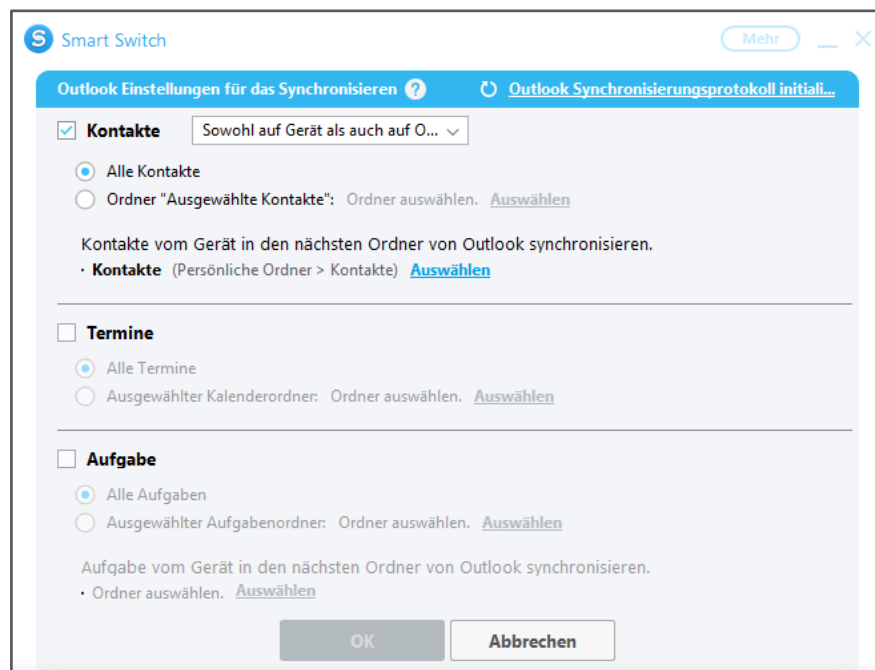 S Smart Switch Mehr
Outlook Einstellungen für das Synchronisieren ? Outlook Synchronisierungsprotokoll initiali...
Kontakte Sowohl auf Gerät als auch auf O...
Alle Kontakte
Ordner "Ausgewählte Kontakte": Ordner auswählen. Auswählen
Kontakte vom Gerät in den nächsten Ordner von Outlook synchronisieren.
· Kontakte (Persönliche Ordner > Kontakte) Auswählen
Termine
Alle Termine
Ausgewählter Kalenderordner: Ordner auswählen. Auswählen
Aufgabe
Alle Aufgaben
Ausgewählter Aufgabenordner: Ordner auswählen. Auswählen
Aufgabe vom Gerät in den nächsten Ordner von Outlook synchronisieren.
· Ordner auswählen. Auswählen
OK Abbrechen